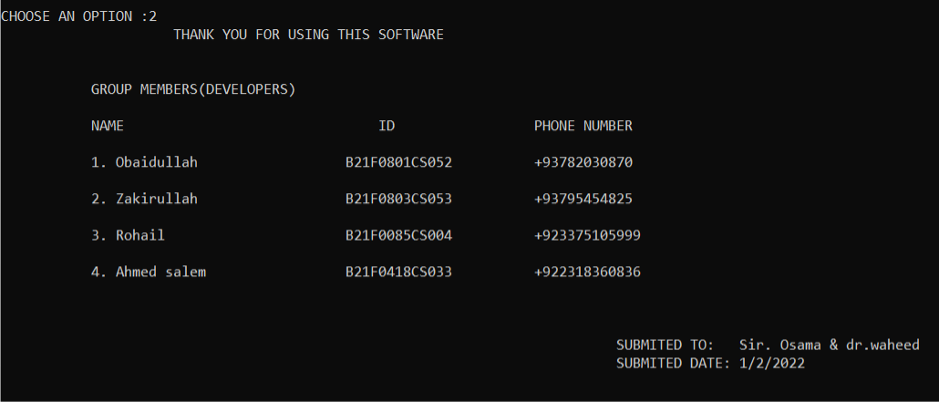 CHOOSE AN OPTION :2
THANK YOU FOR USING THIS SOFTWARE
GROUP MEMBERS(DEVELOPERS)
NAME ID PHONE NUMBER
1. Obaidullah B21F0801CS052 +93782030870
2. Zakirullah B21F0803CS053 +93795454825
3. Rohail B21F0085CS004 +923375105999
4. Ahmed salem B21F0418CS033 +922318360836
SUBMITED TO: Sir. Osama & dr.waheed
SUBMITED DATE: 1/2/2022